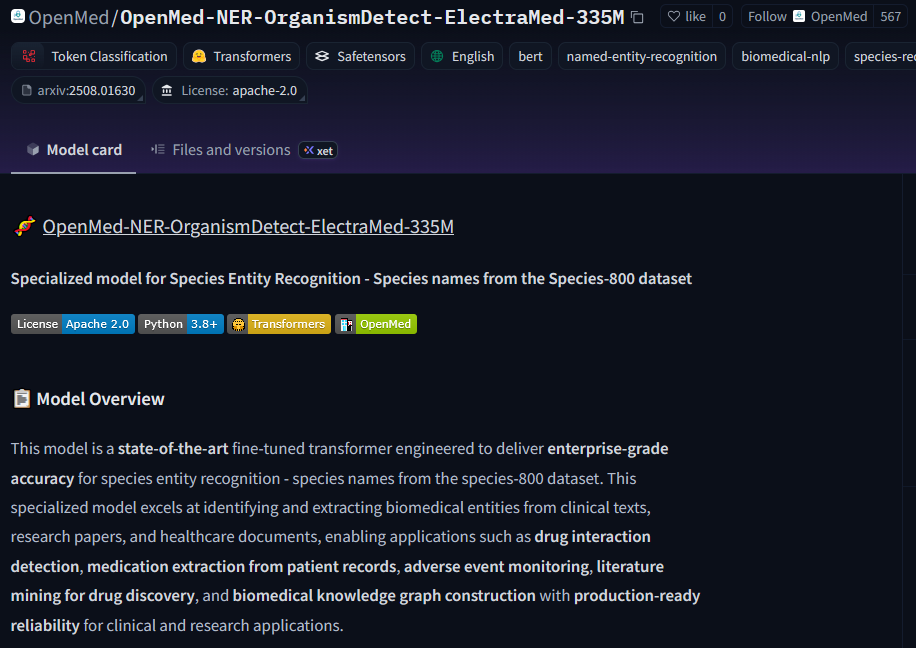 OpenMed/OpenMed-NER-OrganismDetect-ElectraMed-335M like 0 Follow OpenMed 567
Token Classification Transformers Safetensors English bert named-entity-recognition biomedical-nlp species-rec
arxiv:2508.01630 License: apache-2.0
Model card Files and versions xet
OpenMed-NER-OrganismDetect-ElectraMed-335M
Specialized model for Species Entity Recognition - Species names from the Species-800 dataset
License Apache 2.0 Python 3.8+ Transformers OpenMed
Model Overview
This model is a state-of-the-art fine-tuned transformer engineered to deliver enterprise-grade
accuracy for species entity recognition - species names from the species-800 dataset. This
specialized model excels at identifying and extracting biomedical entities from clinical texts,
research papers, and healthcare documents, enabling applications such as drug interaction
detection, medication extraction from patient records, adverse event monitoring, literature
mining for drug discovery, and biomedical knowledge graph construction with production-ready
reliability for clinical and research applications.